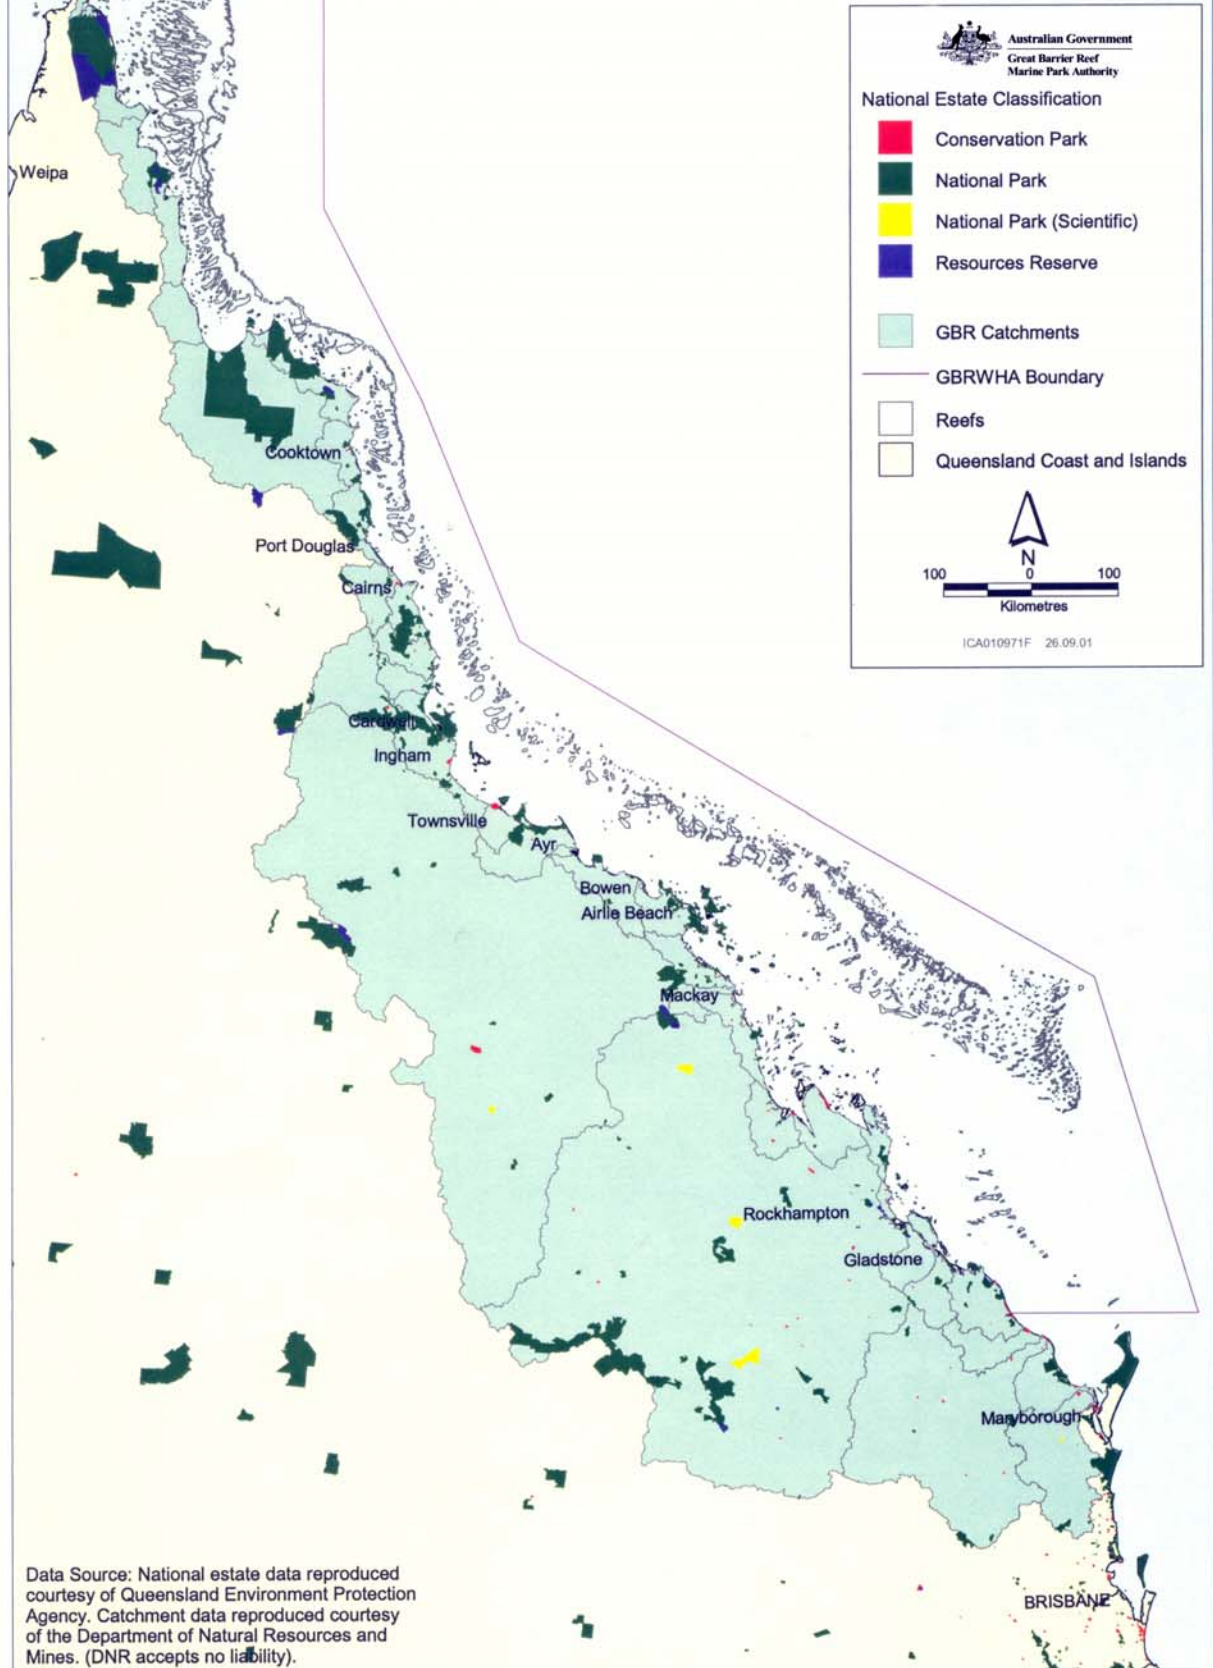 Australian Government
Great Barrier Reef
Marine Park Authority
National Estate Classification
Conservation Park
National Park
National Park (Scientific)
Resources Reserve
GBR Catchments
GBRWHA Boundary
Reefs
Queensland Coast and Islands
N
100 0 100
Kilometres
ICA010971F 26.09.01
Weipa
Cooktown
Port Douglas
Cairns
Cardwell
Ingham
Townsville
Ayr
Bowen
Airlie Beach
Mackay
Rockhampton
Gladstone
Maryborough
BRISBANE
Data Source: National estate data reproduced
courtesy of Queensland Environment Protection
Agency. Catchment data reproduced courtesy
of the Department of Natural Resources and
Mines. (DNR accepts no liability).